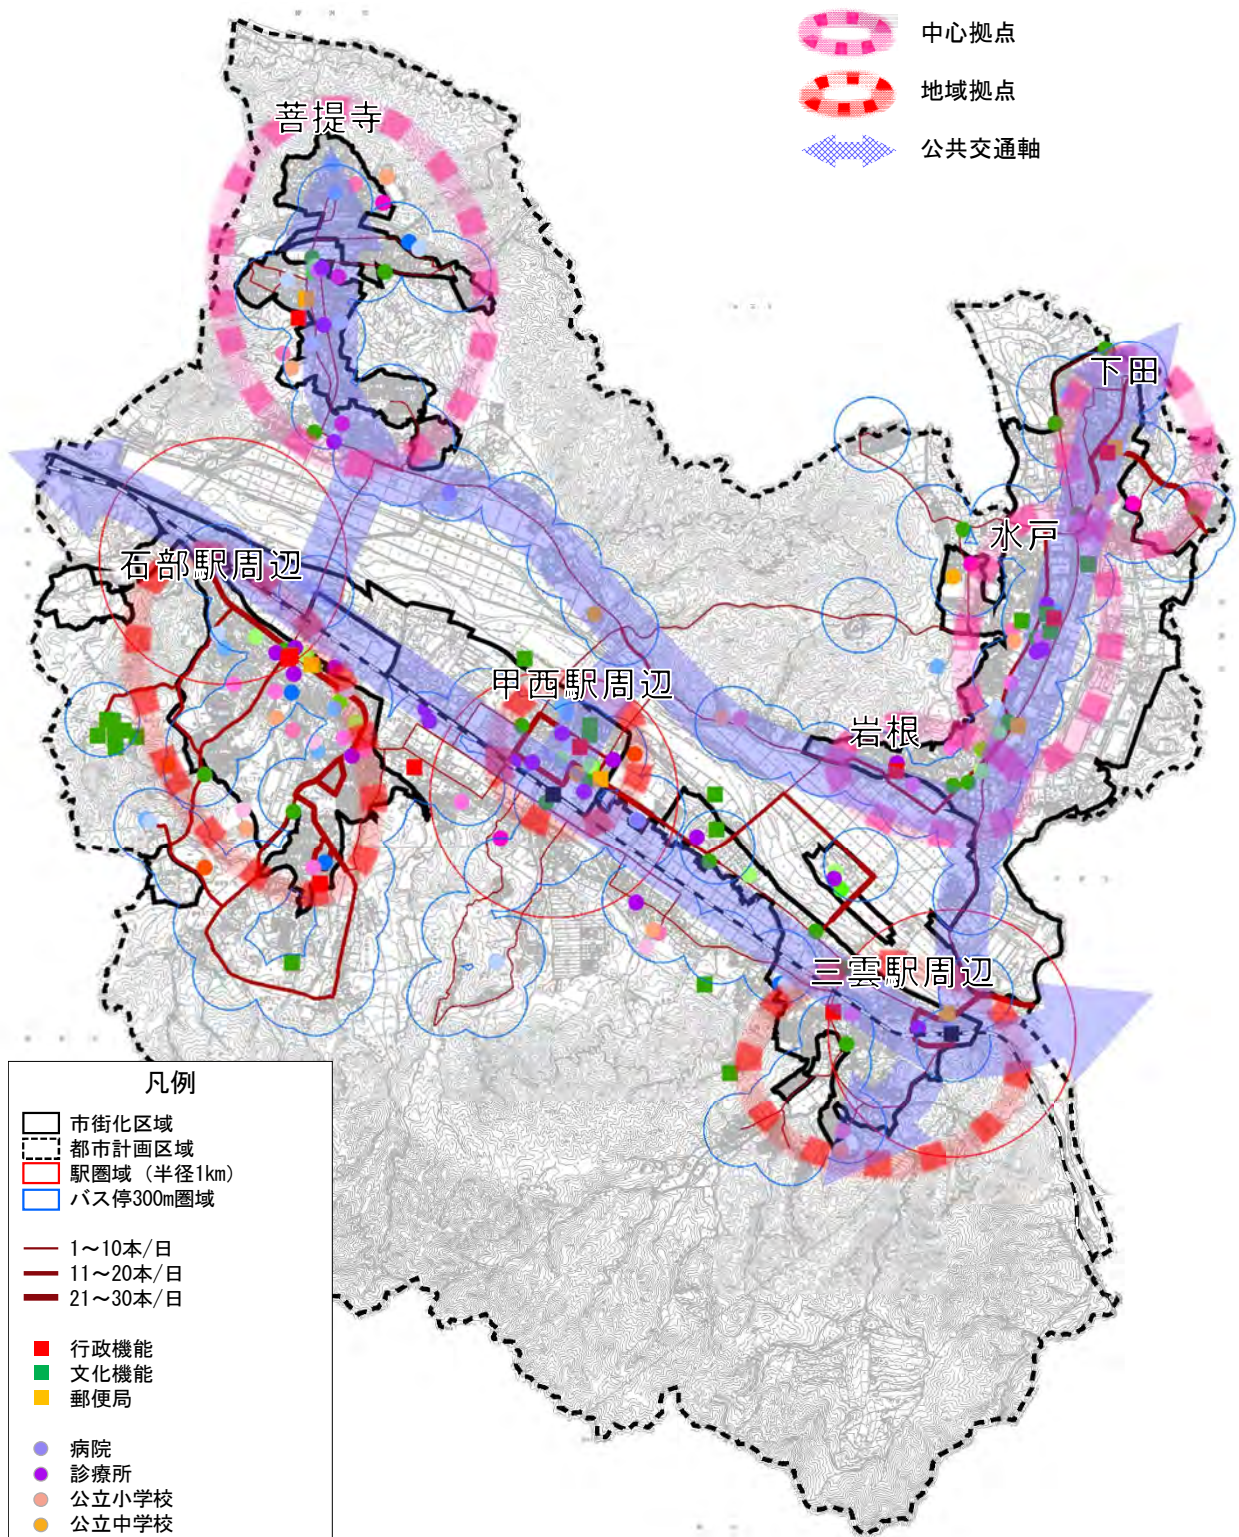 中心拠点
地域拠点
公共交通軸
菩提寺
下田
水戸
石部駅周辺
甲西駅周辺
岩根
三雲駅周辺
凡例
市街化区域
都市計画区域
駅圏域（半径1km）
バス停300m圏域
1～10本/日
11～20本/日
21～30本/日
行政機能
文化機能
郵便局
病院
診療所
公立小学校
公立中学校